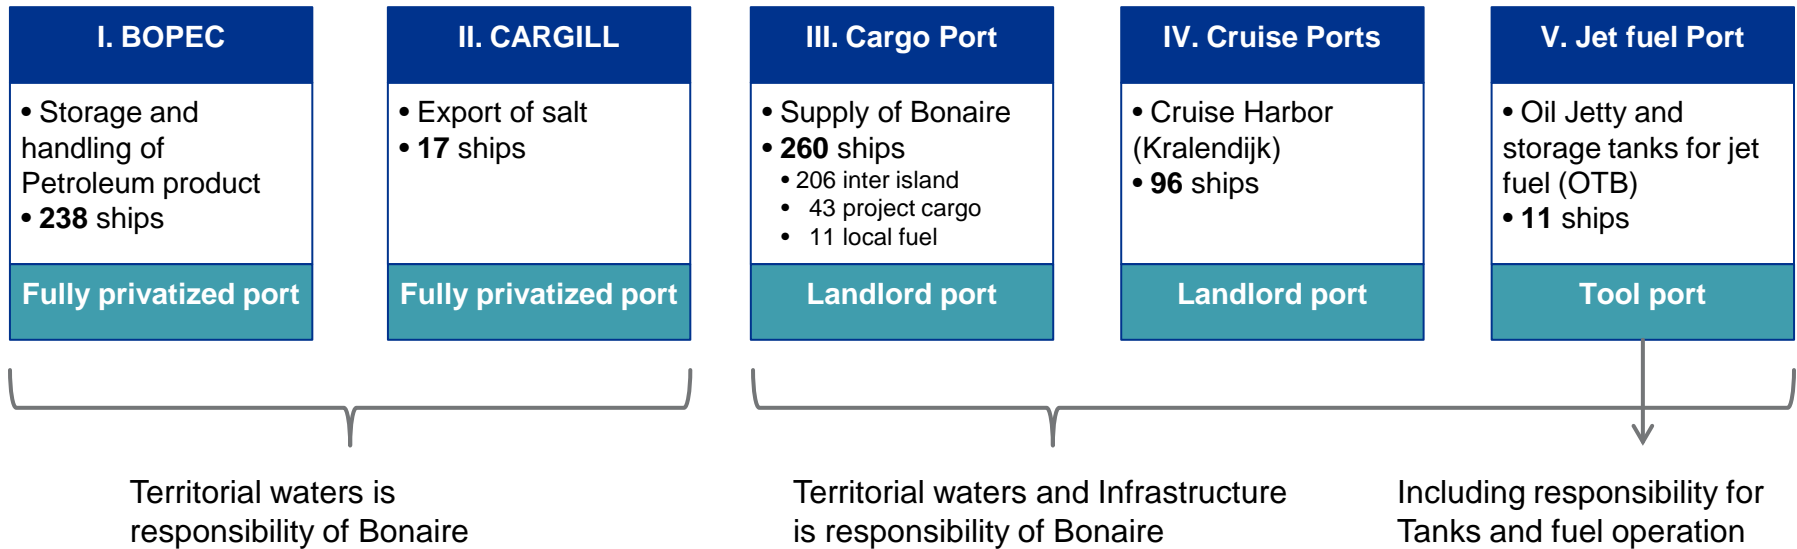 I. BOPEC
• Storage and
handling of
Petroleum product
• 238 ships
Fully privatized port
II. CARGILL
• Export of salt
• 17 ships
Fully privatized port
III. Cargo Port
• Supply of Bonaire
• 260 ships
• 206 inter island
• 43 project cargo
• 11 local fuel
Landlord port
IV. Cruise Ports
• Cruise Harbor
(Kralendijk)
• 96 ships
Landlord port
V. Jet fuel Port
• Oil Jetty and
storage tanks for jet
fuel (OTB)
• 11 ships
Tool port
Territorial waters is
responsibility of Bonaire
Territorial waters and Infrastructure
is responsibility of Bonaire
Including responsibility for
Tanks and fuel operation